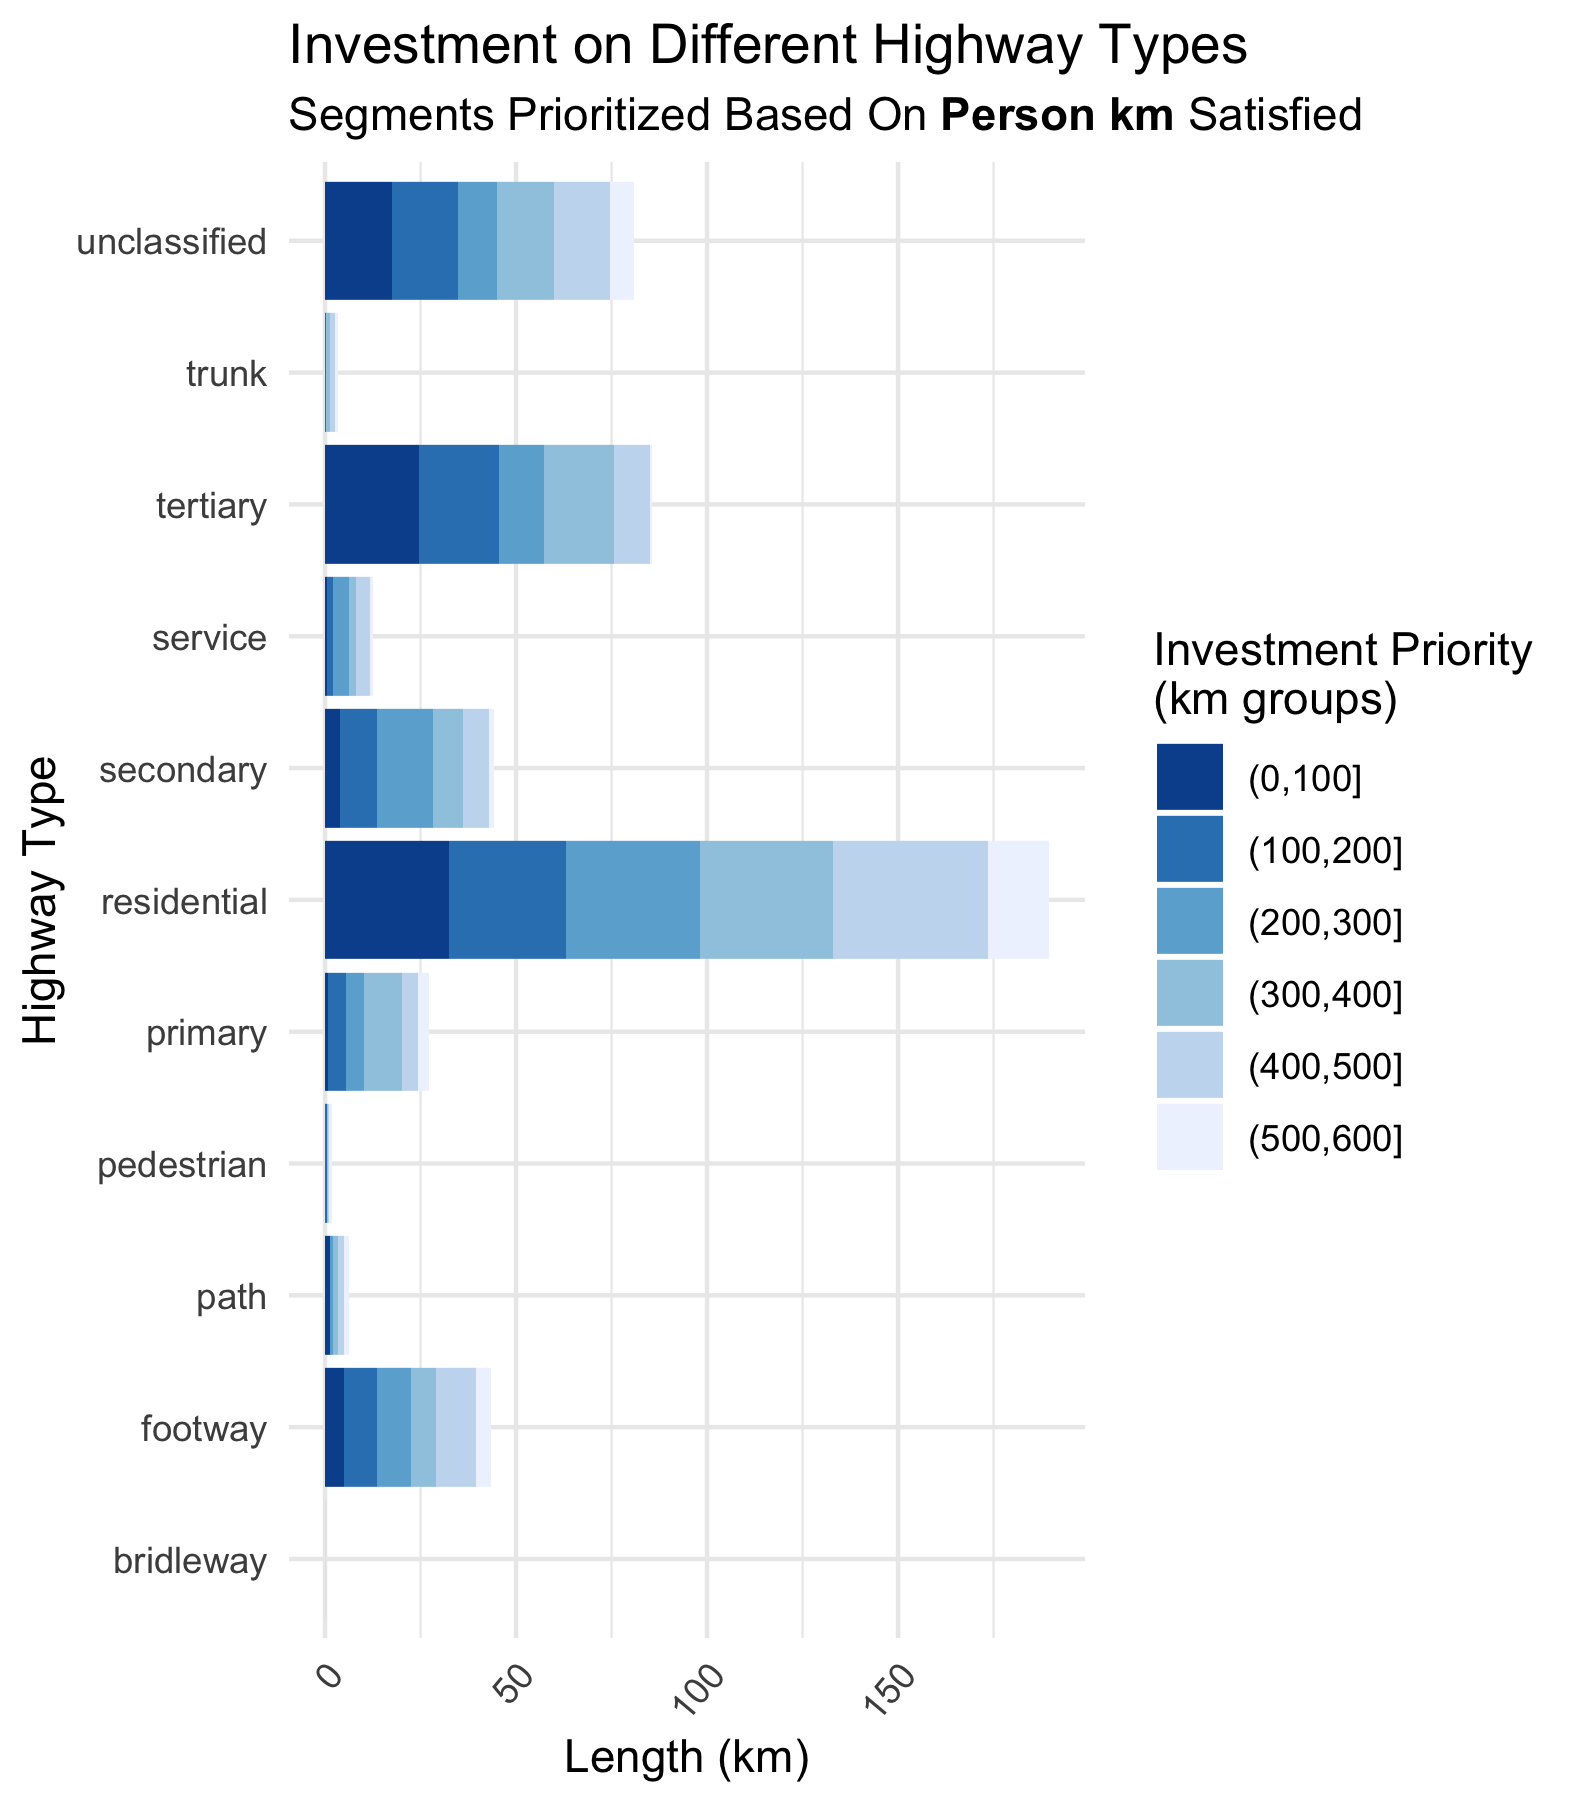 Investment on Different Highway Types
Segments Prioritized Based On Person km Satisfied
Highway Type
unclassified
trunk
tertiary
service
secondary
residential
primary
pedestrian
path
footway
bridleway
0
50
100
150
Length (km)
Investment Priority
(km groups)
(0,100]
(100,200]
(200,300]
(300,400]
(400,500]
(500,600]